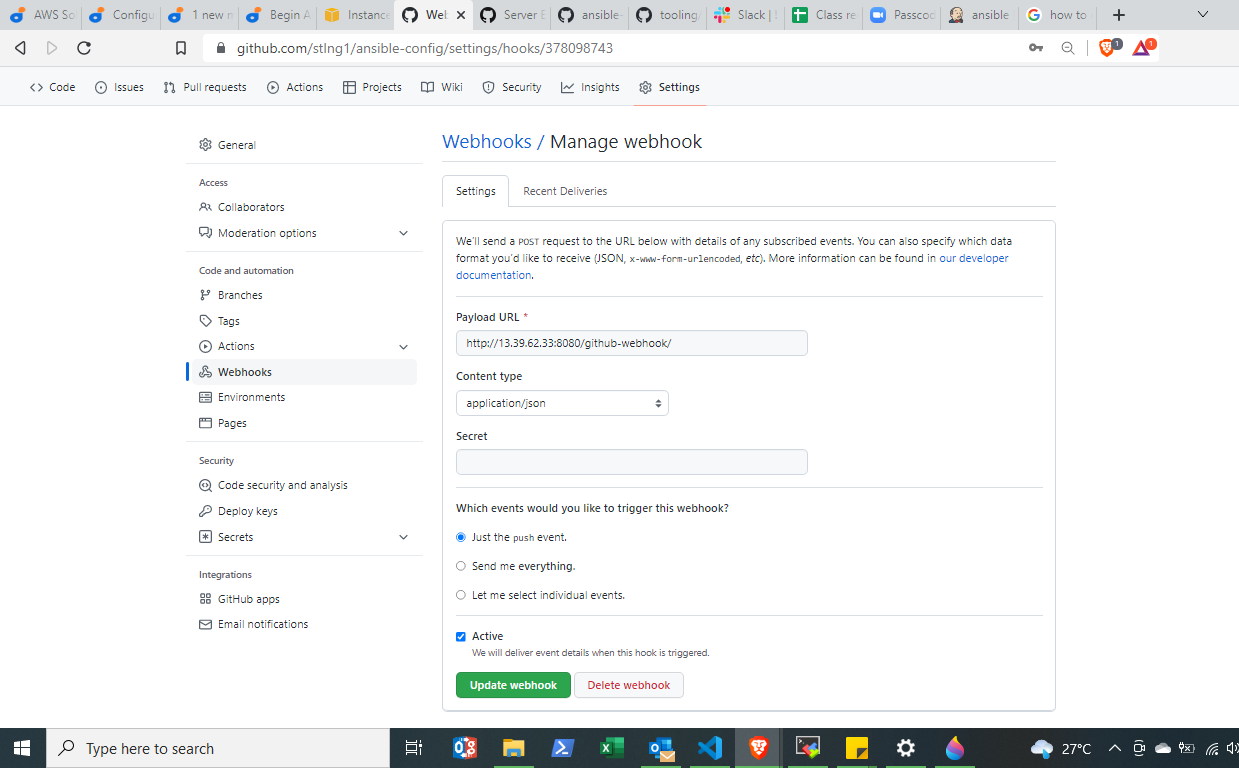 AWS So
Configu
1 new n
Begin A
Instance
Web
Server E
ansible-
tooling/
Slack |
Class re
Passcod
ansible
how to
github.com/stlng1/ansible-config/settings/hooks/378098743
1
1
Code
Issues
Pull requests
Actions
Projects
Wiki
Security
Insights
Settings
General
Access
Collaborators
Moderation options
Code and automation
Branches
Tags
Actions
Webhooks
Environments
Pages
Security
Code security and analysis
Deploy keys
Secrets
Integrations
GitHub apps
Email notifications
Webhooks / Manage webhook
Settings
Recent Deliveries
We'll send a POST request to the URL below with details of any subscribed events. You can also specify which data
format you'd like to receive (JSON, x-www-form-urlencoded, etc). More information can be found in our developer
documentation.
Payload URL *
http://13.39.62.33:8080/github-webhook/
Content type
application/json
Secret
Which events would you like to trigger this webhook?
Just the push event.
Send me everything.
Let me select individual events.
Active
We will deliver event details when this hook is triggered.
Update webhook
Delete webhook
Type here to search
27°C